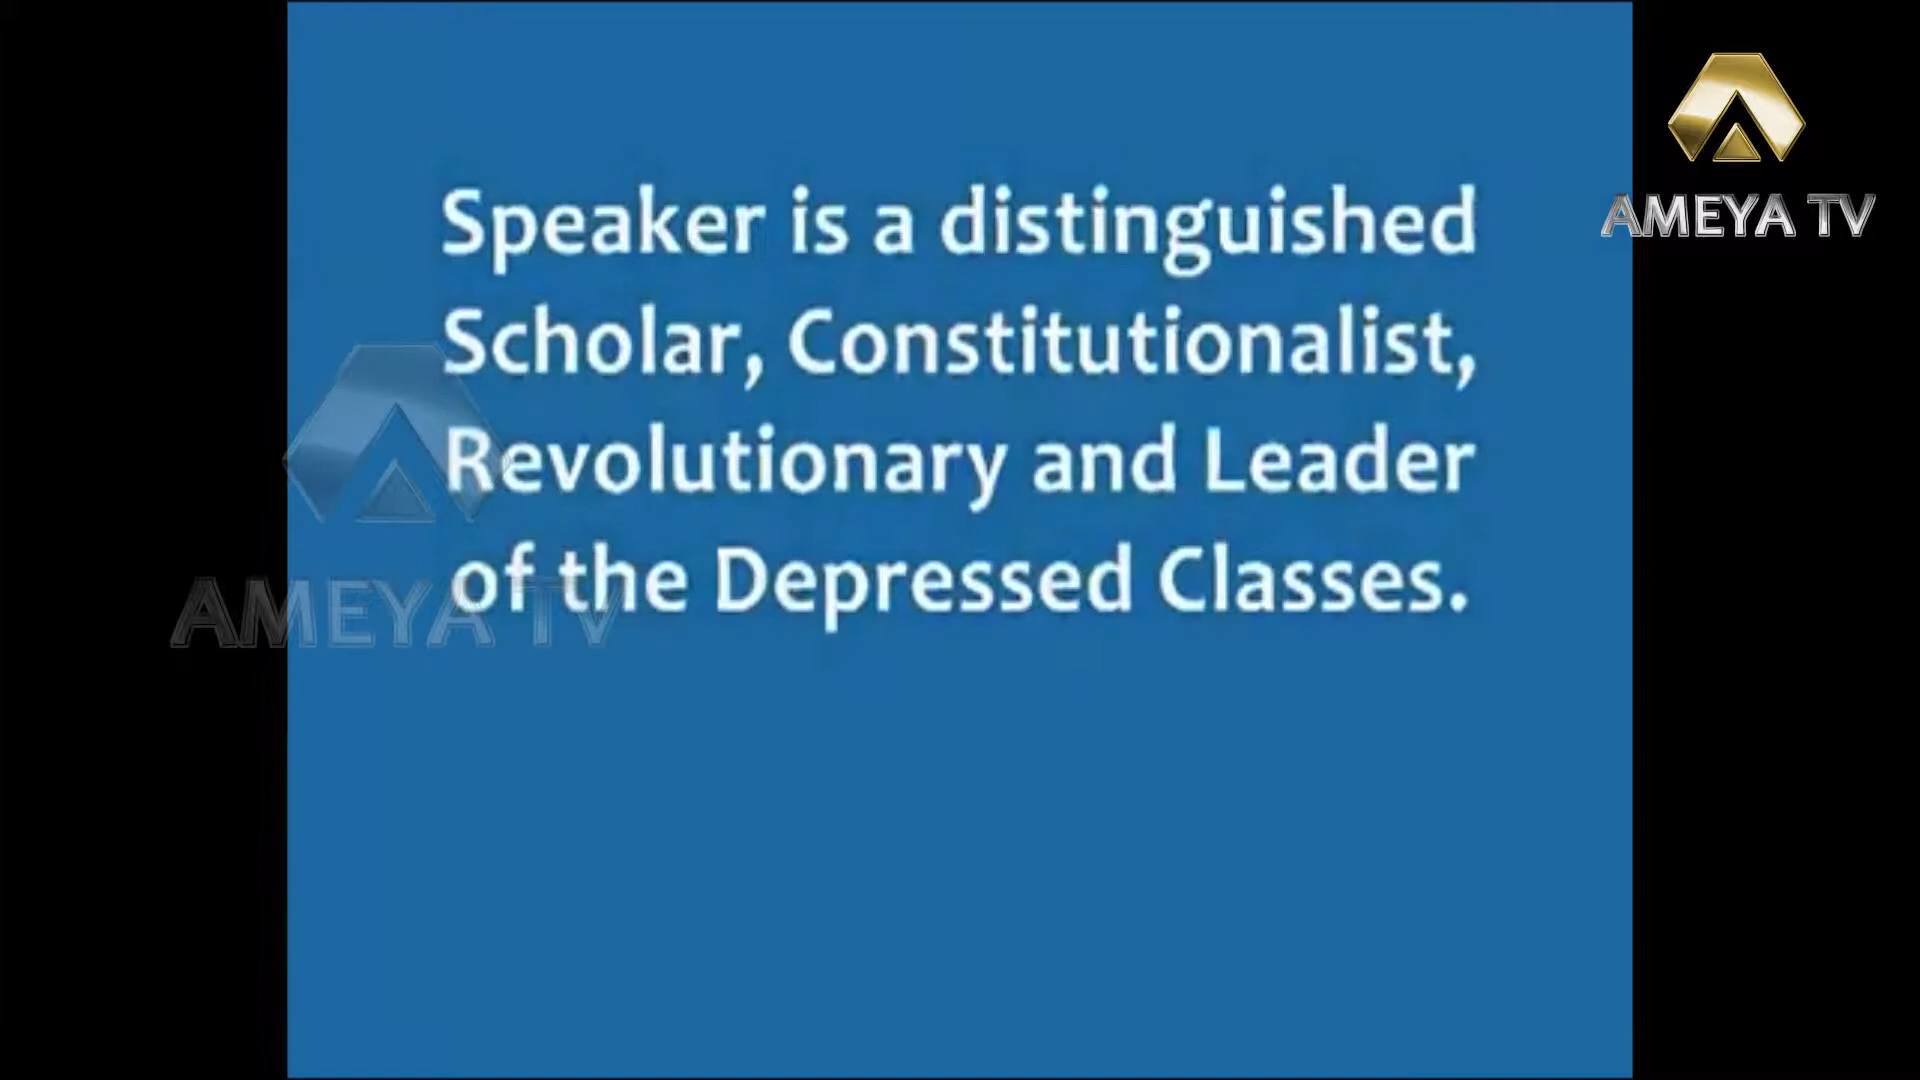 AMEYA TV
Speaker is a distinguished
Scholar, Constitutionalist,
Revolutionary and Leader
of the Depressed Classes.
AMEYA TV